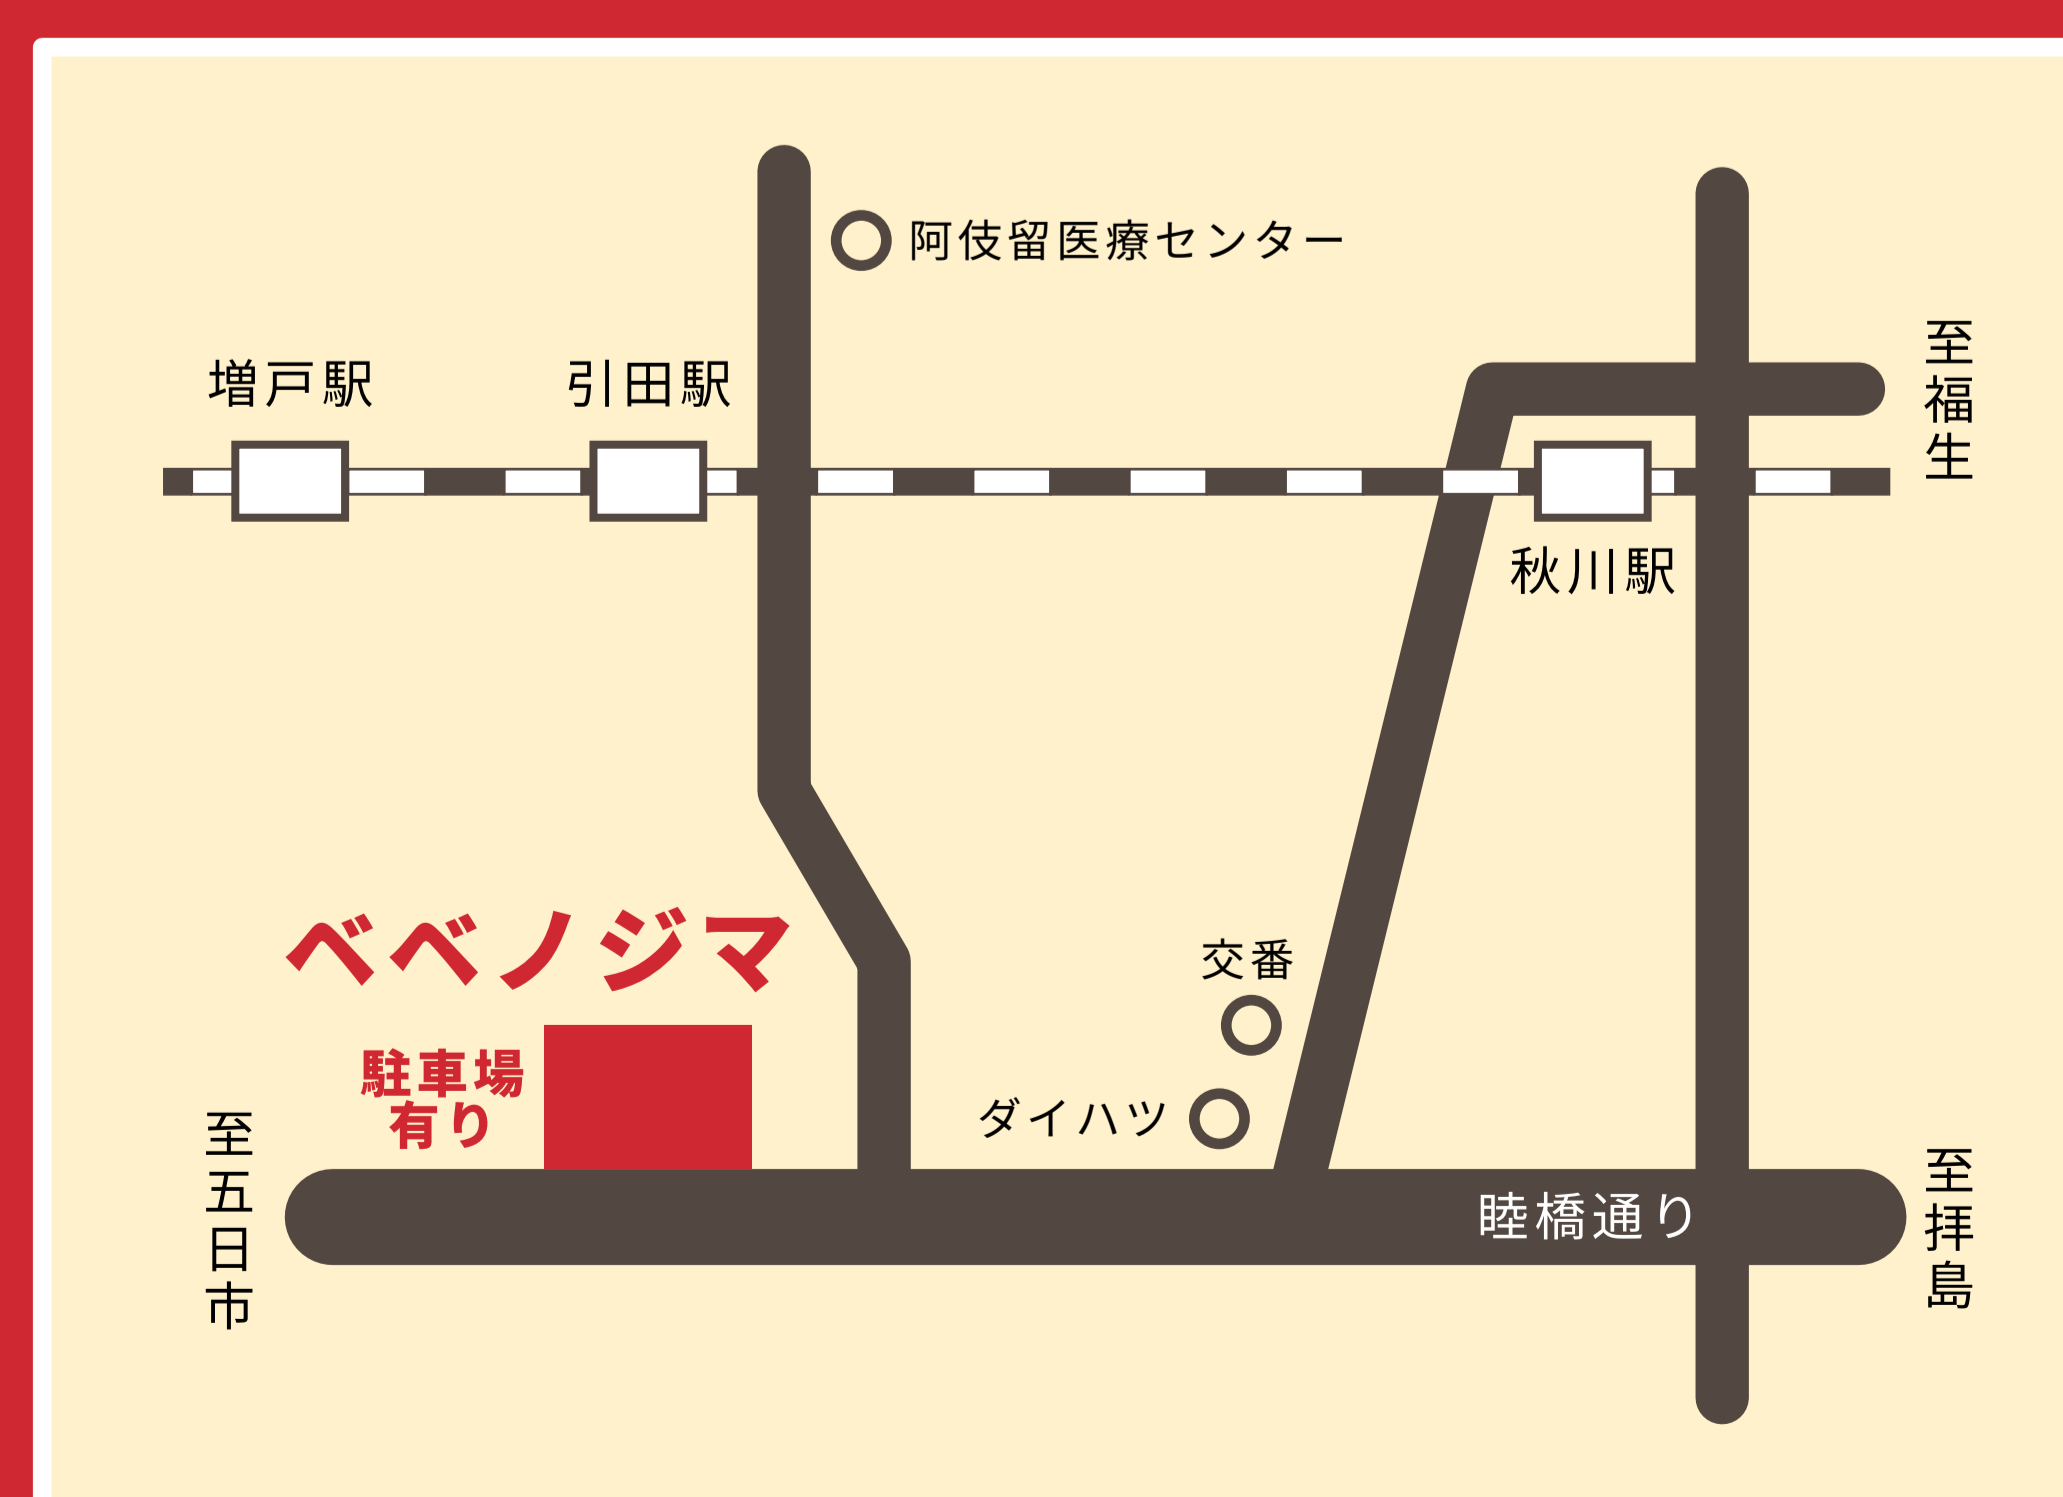 阿伎留医療センター
至福生
増戸駅
引田駅
秋川駅
ベベノジマ
交番
駐車場
有り
ダイハツ
至五日市
睦橋通り
至拝島